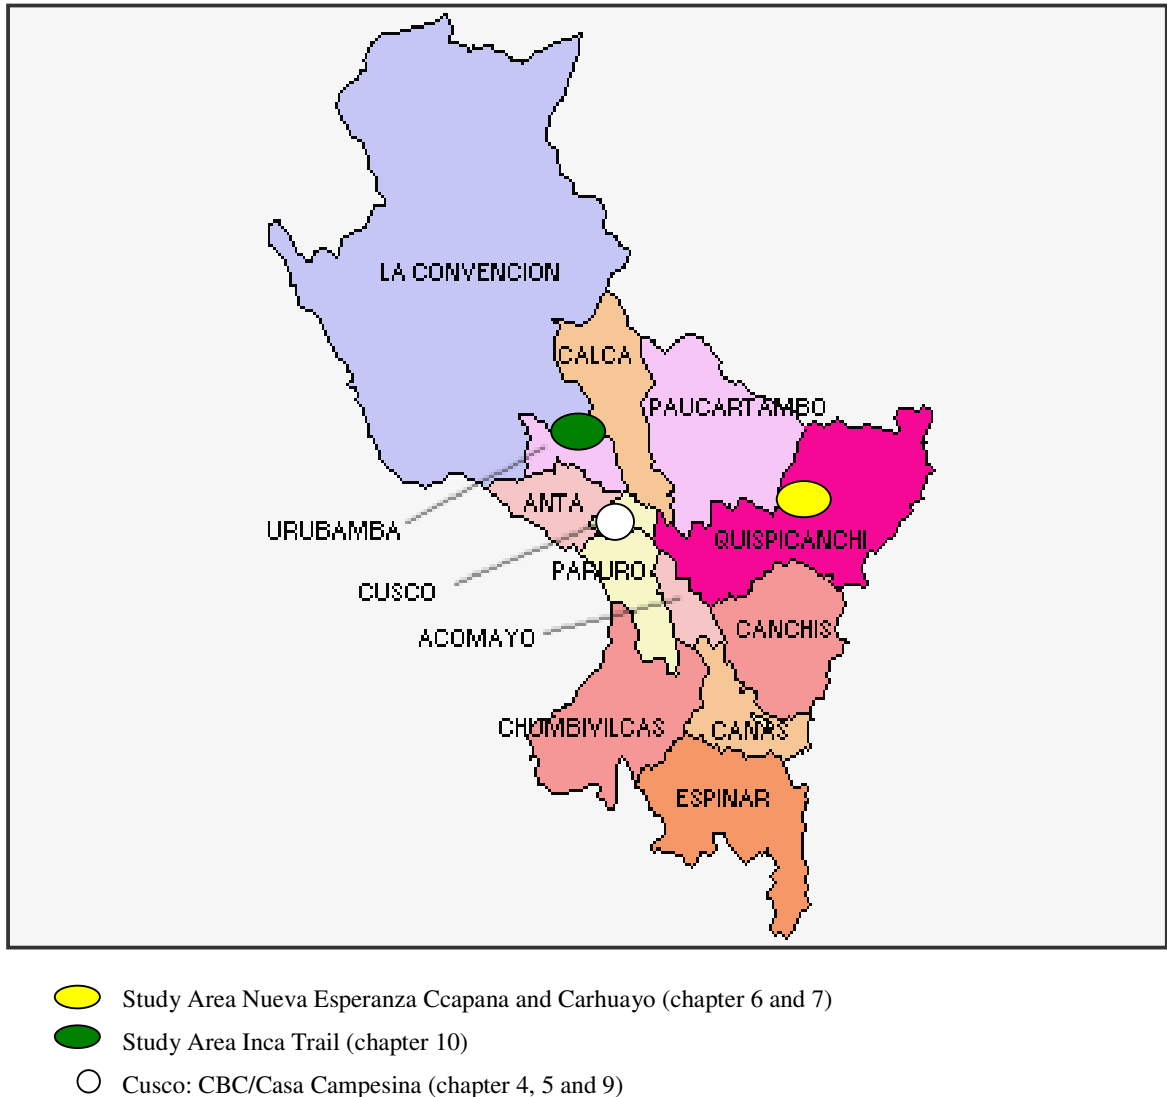 LA CONVENCION
CALCA
PAUCARTAMBO
ANTA
URUBAMBA
QUISPICANCHI
PARURO
CUSCO
ACOMAYO
CANCHIS
CHUMBIVILCAS
CANAS
ESPINAR
Study Area Nueva Esperanza Ccapana and Carhuayo (chapter 6 and 7)
Study Area Inca Trail (chapter 10)
Cusco: CBC/Casa Campesina (chapter 4, 5 and 9)